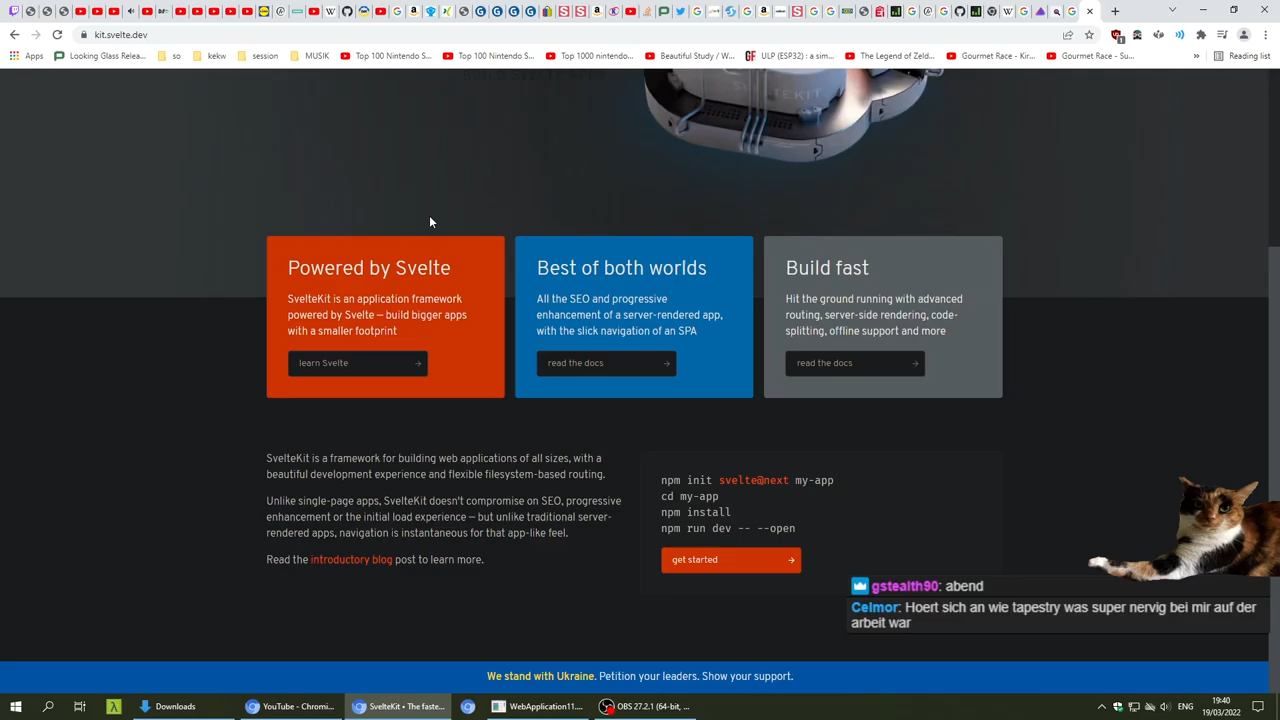 kit.svelte.dev
Apps
Looking Glass Relea...
so
kekw
session
MUSIK
Top 100 Nintendo S...
Top 100 Nintendo S...
Top 1000 nintendo...
Beautiful Study / W...
ULP (ESP32) : a sim...
The Legend of Zeld...
Gourmet Race - Kir...
Gourmet Race - Su...
»
Reading list
BUILD SVELTE APPS
SVELTEKIT
Powered by Svelte
SvelteKit is an application framework
powered by Svelte — build bigger apps
with a smaller footprint
learn Svelte →
Best of both worlds
All the SEO and progressive
enhancement of a server-rendered app,
with the slick navigation of an SPA
read the docs →
Build fast
Hit the ground running with advanced
routing, server-side rendering, code-
splitting, offline support and more
read the docs →
SvelteKit is a framework for building web applications of all sizes, with a
beautiful development experience and flexible filesystem-based routing.
Unlike single-page apps, SvelteKit doesn't compromise on SEO, progressive
enhancement or the initial load experience — but unlike traditional server-
rendered apps, navigation is instantaneous for that app-like feel.
Read the introductory blog post to learn more.
npm init svelte@next my-app
cd my-app
npm install
npm run dev -- --open
get started →
gstealth90: abend
Celmor: Hoert sich an wie tapestry was super nervig bei mir auf der
arbeit war
We stand with Ukraine. Petition your leaders. Show your support.
Downloads
YouTube - Chromi...
SvelteKit • The faste...
WebApplication11...
OBS 27.2.1 (64-bit, ...
ENG
19:40
19/03/2022